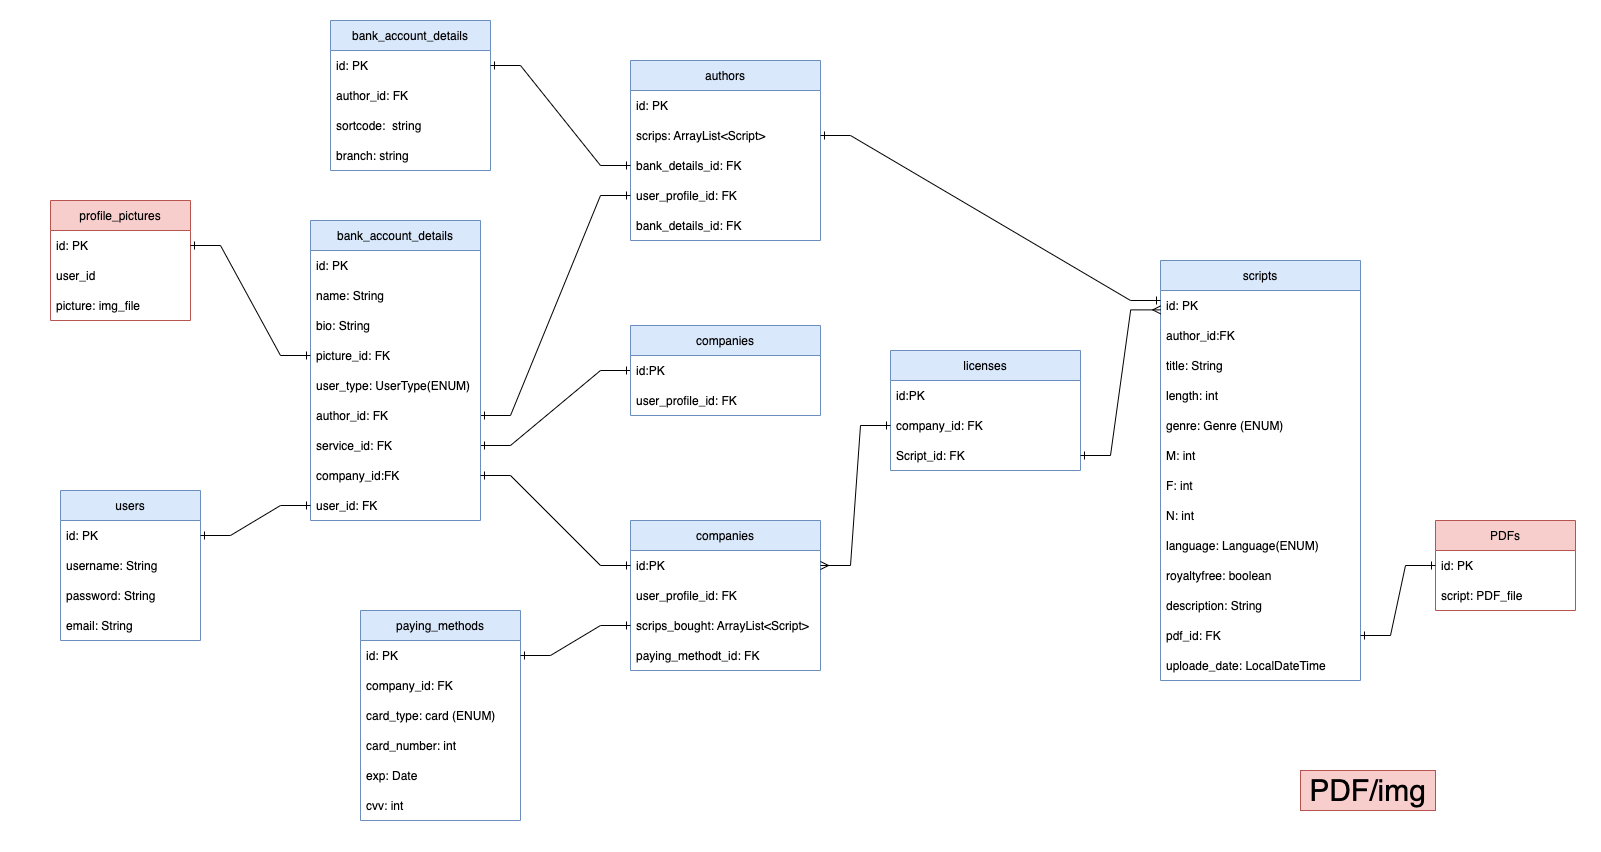 bank_account_details
id: PK
author_id: FK
sortcode:  string
branch: string
authors
id: PK
scrips: ArrayList<Script>
bank_details_id: FK
user_profile_id: FK
bank_details_id: FK
profile_pictures
id: PK
user_id
picture: img_file
bank_account_details
id: PK
name: String
bio: String
picture_id: FK
user_type: UserType(ENUM)
author_id: FK
service_id: FK
company_id:FK
user_id: FK
companies
id:PK
user_profile_id: FK
licenses
id:PK
company_id: FK
Script_id: FK
scripts
id: PK
author_id:FK
title: String
length: int
genre: Genre (ENUM)
M: int
F: int
N: int
language: Language(ENUM)
royaltyfree: boolean
description: String
pdf_id: FK
uploade_date: LocalDateTime
users
id: PK
username: String
password: String
email: String
companies
id:PK
user_profile_id: FK
scrips_bought: ArrayList<Script>
paying_methodt_id: FK
PDFs
id: PK
script: PDF_file
paying_methods
id: PK
company_id: FK
card_type: card (ENUM)
card_number: int
exp: Date
cvv: int
PDF/img